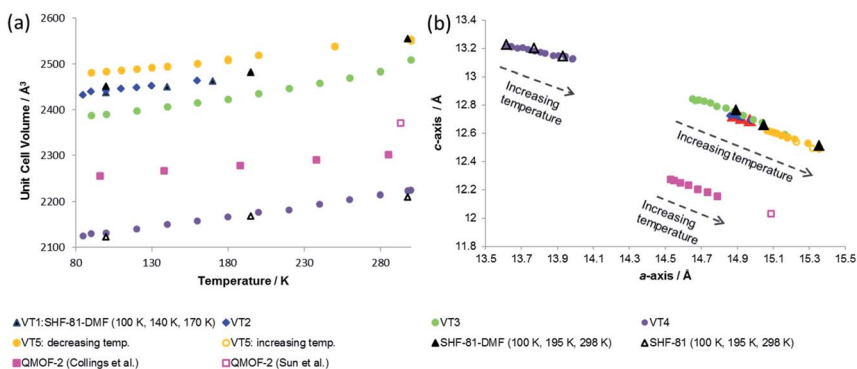 (a)
Unit Cell Volume / Å³
2600
2500
2400
2300
2200
2100
80
130
180
230
280
Temperature / K
(b)
c-axis / Å
13.6
13.4
13.2
13
12.8
12.6
12.4
12.2
12
11.8
13.5
13.7
13.9
14.1
14.3
14.5
14.7
14.9
15.1
15.3
15.5
a-axis / Å
Increasing
temperature
Increasing temperature
Increasing
temperature
VT1:SHF-81-DMF (100 K, 140 K, 170 K)
VT2
VT3
VT4
VT5: decreasing temp.
VT5: increasing temp.
SHF-81-DMF (100 K, 195 K, 298 K)
SHF-81 (100 K, 195 K, 298 K)
QMOF-2 (Collings et al.)
QMOF-2 (Sun et al.)